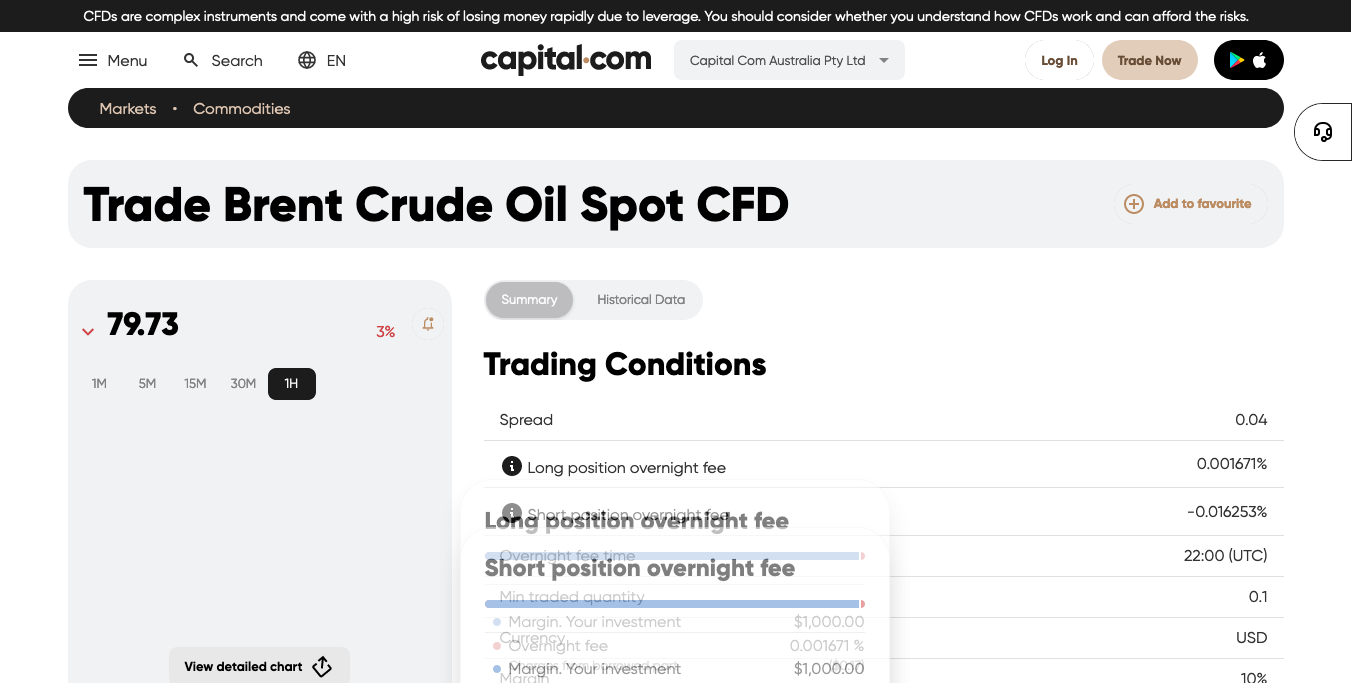 CFDs are complex instruments and come with a high risk of losing money rapidly due to leverage. You should consider whether you understand how CFDs work and can afford the risks.
Menu Search EN capital.com Capital Com Australia Pty Ltd Log In Trade Now
Markets • Commodities
Trade Brent Crude Oil Spot CFD Add to favourite
79.73 3%
1M 5M 15M 30M 1H
View detailed chart
Summary Historical Data
Trading Conditions
Spread 0.04
Long position overnight fee 0.001671%
Short position overnight fee -0.016253%
Long position overnight fee
Overnight fee time 22:00 (UTC)
Short position overnight fee
Min traded quantity 0.1
Margin. Your investment $1,000.00
Currency USD
Overnight fee 0.001671 %
Margin. Your investment $1,000.00
Margin 10%